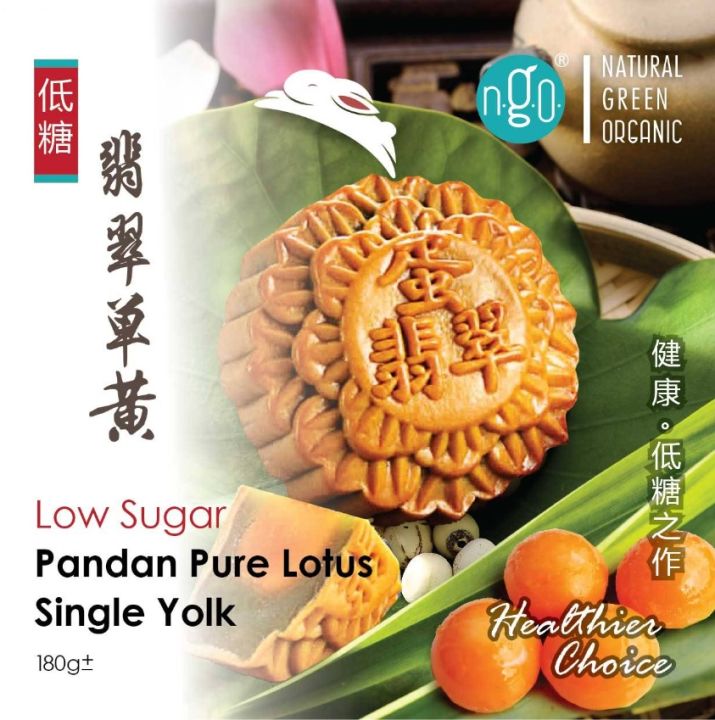 低糖
翡翠单黄
n.g.o.®
NATURAL
GREEN
ORGANIC
蛋
翡翠
健康。低糖之作
Low Sugar
Pandan Pure Lotus
Single Yolk
180g±
Healthier
Choice